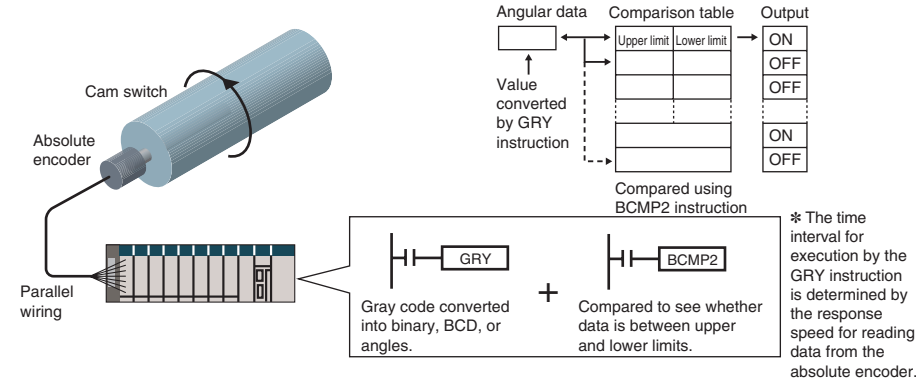 Angular data
Comparison table
Output
Upper limit
Lower limit
ON
OFF
OFF
ON
OFF
Value
converted
by GRY
instruction
Compared using
BCMP2 instruction
Cam switch
Absolute
encoder
Parallel
wiring
GRY
Gray code converted
into binary, BCD, or
angles.
+
BCMP2
Compared to see whether
data is between upper
and lower limits.
✻ The time
interval for
execution by the
GRY instruction
is determined by
the response
speed for reading
data from the
absolute encoder.